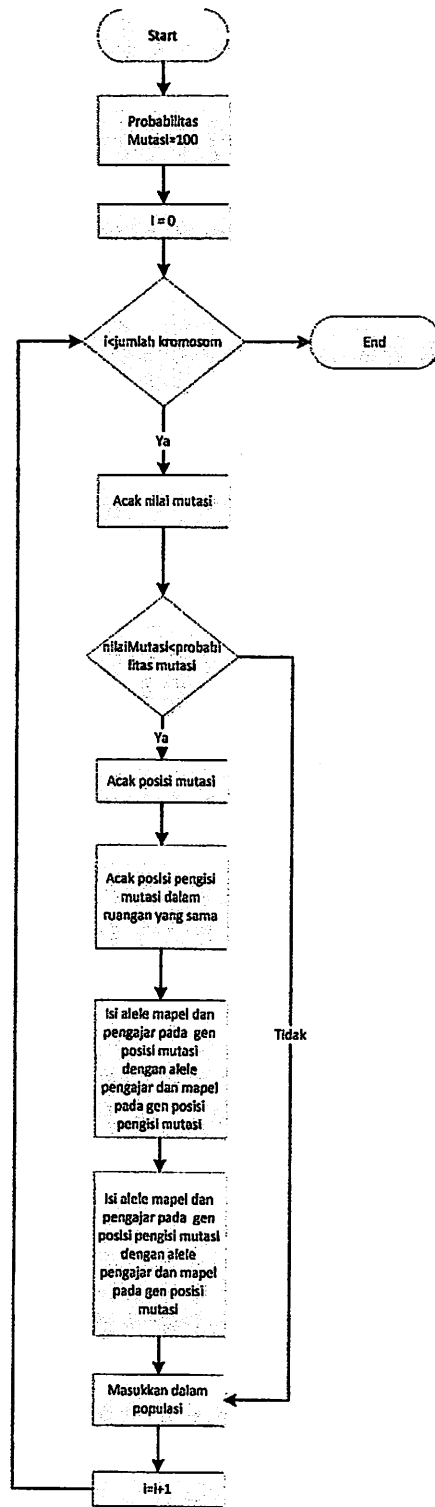 Start
Probabilitas
Mutasi=100
i = 0
i<jumlah kromosom
End
Ya
Acak nilai mutasi
nilaiMutasi<probabi
litas mutasi
Ya
Acak posisi mutasi
Acak posisi pengisi
mutasi dalam
ruangan yang sama
Isi alele mapel dan
pengajar pada gen
posisi mutasi
dengan alele
pengajar dan mapel
pada gen posisi
pengisi mutasi
Tidak
Isi alele mapel dan
pengajar pada gen
posisi pengisi mutasi
dengan alele
pengajar dan mapel
pada gen posisi
mutasi
Masukkan dalam
populasi
i=i+1